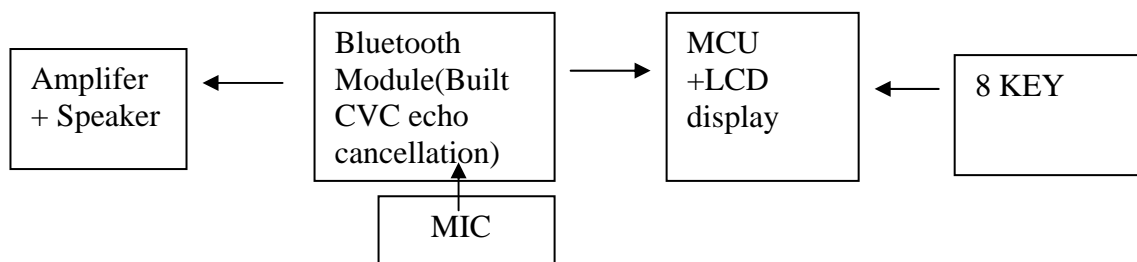 Amplifer
+ Speaker
Bluetooth
Module(Built
CVC echo
cancellation)
MCU
+LCD
display
8 KEY
MIC